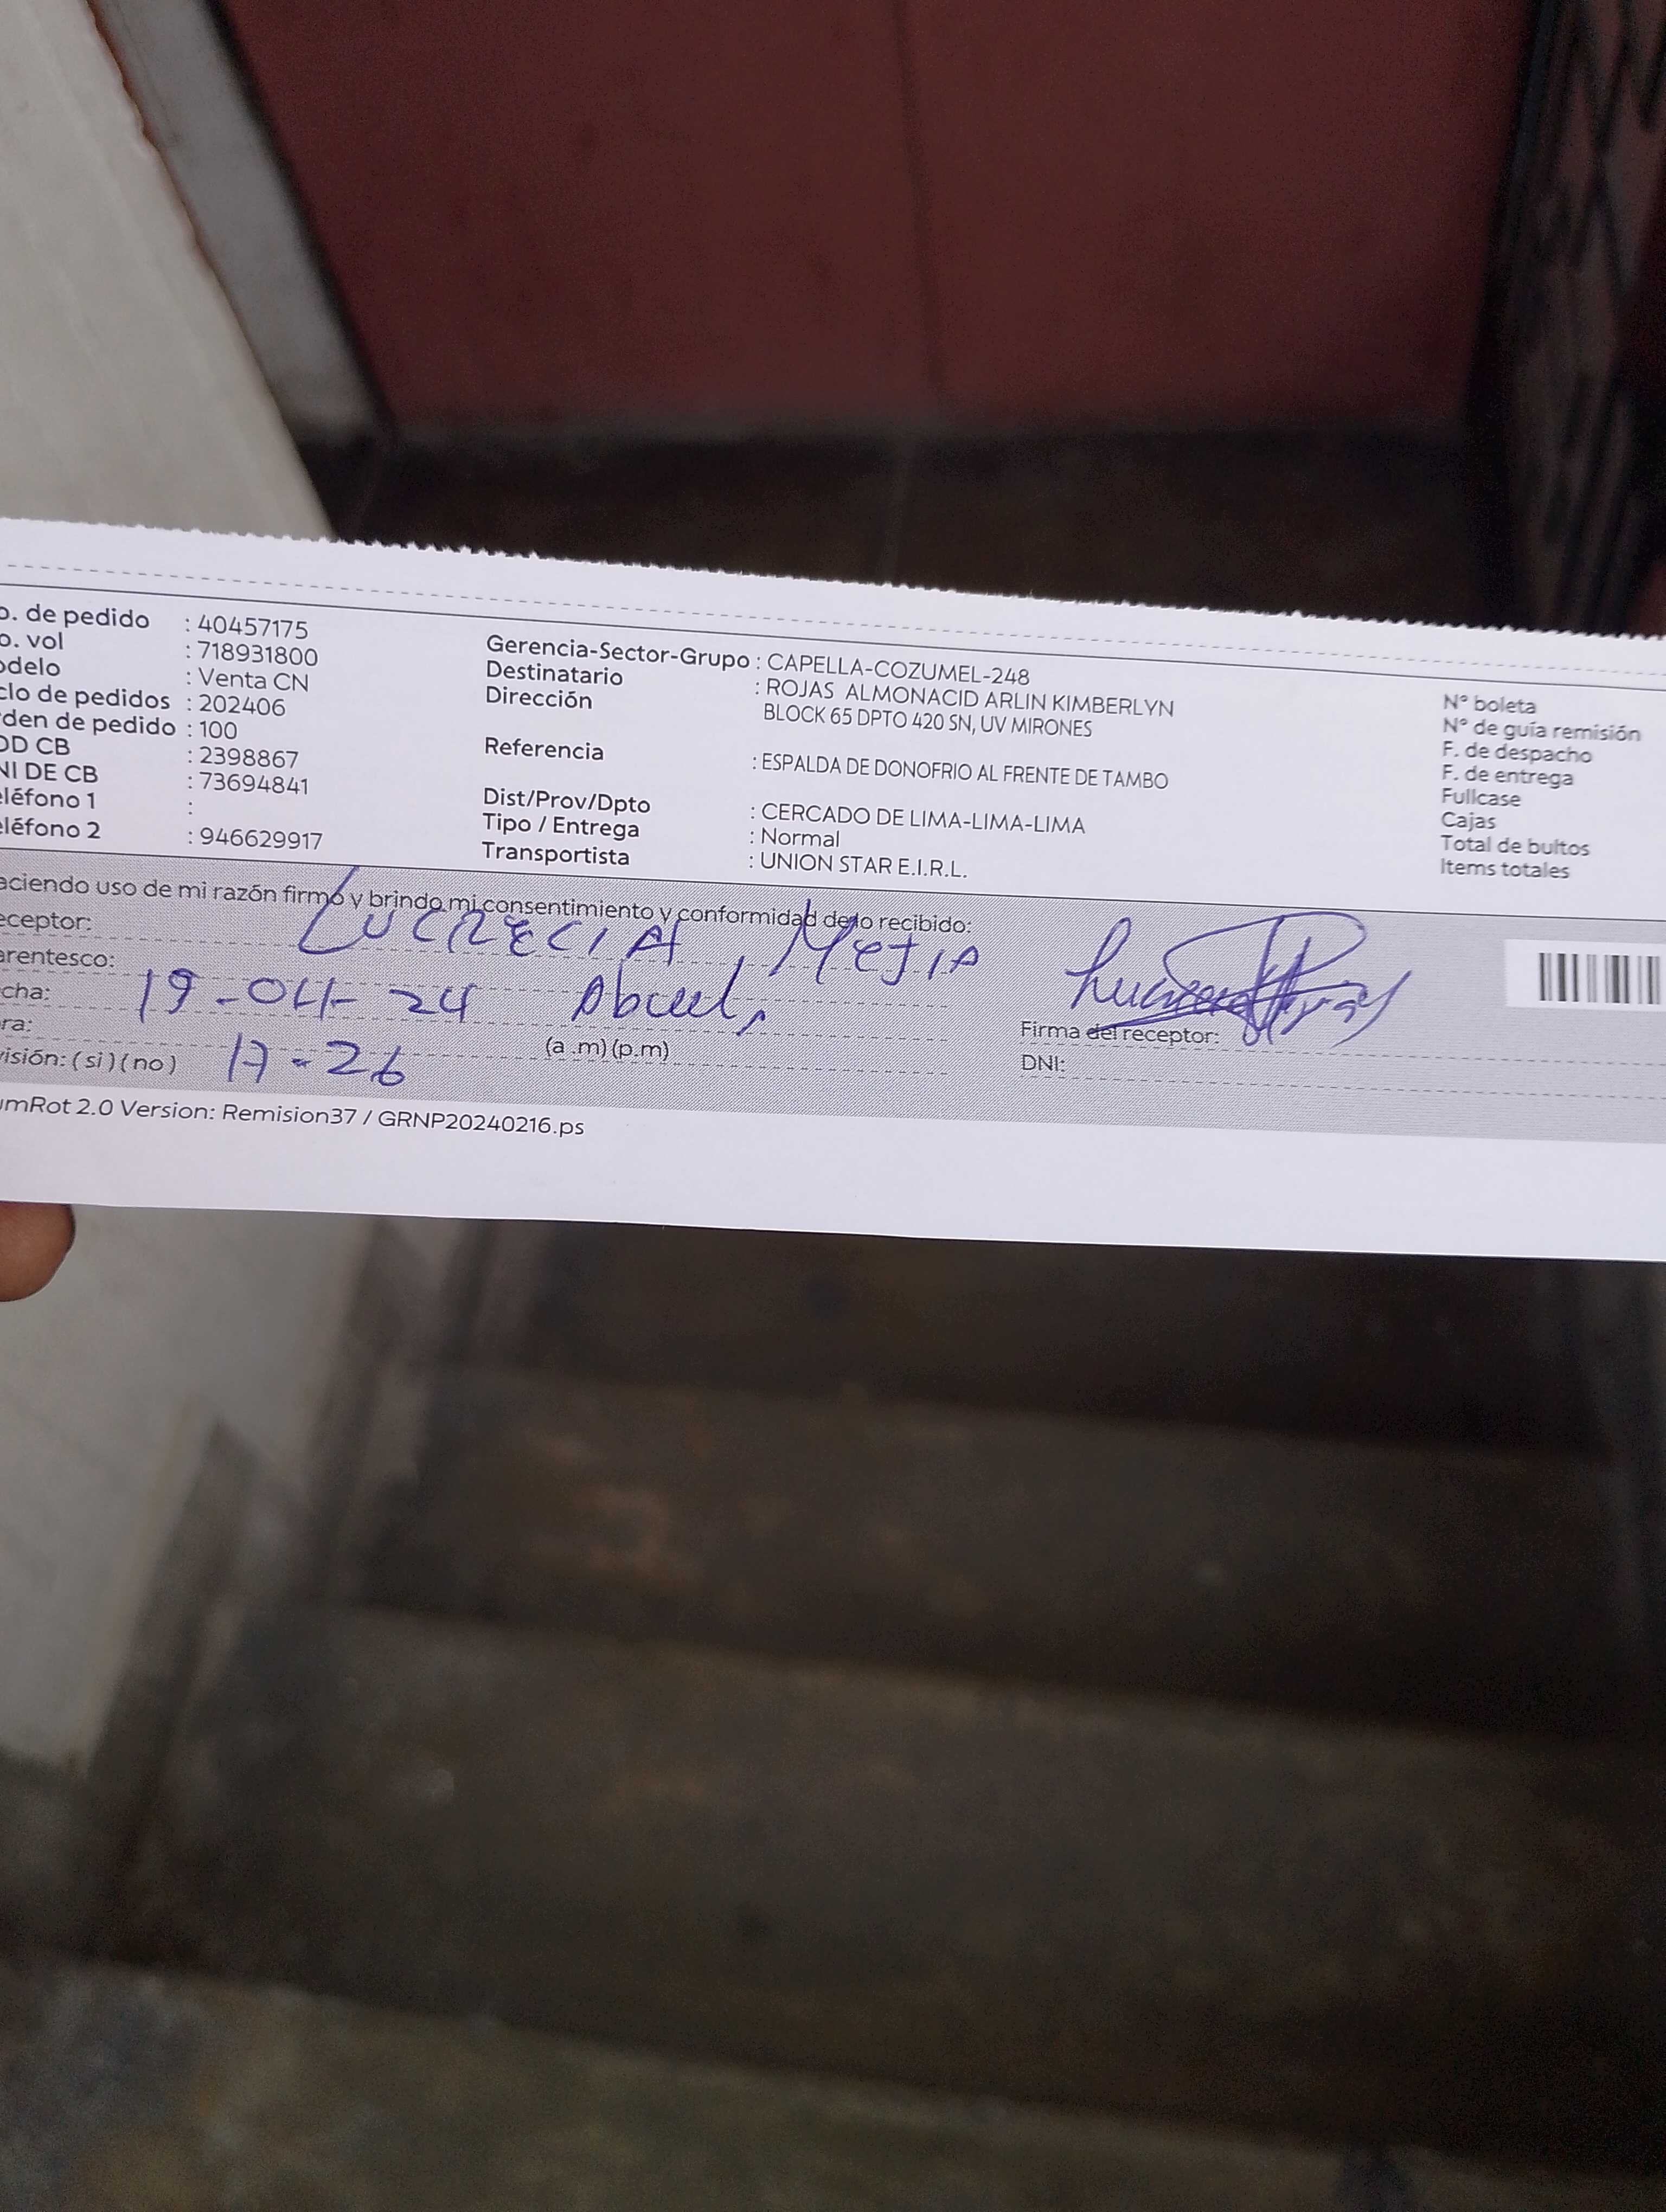 o. de pedido : 40457175
o. vol : 718931800
odelo : Venta CN
clo de pedidos : 202406
den de pedido : 100
OD CB : 2398867
NI DE CB : 73694841
eléfono 1 :
eléfono 2 : 946629917
Gerencia-Sector-Grupo : CAPELLA-COZUMEL-248
Destinatario : ROJAS ALMONACID ARLIN KIMBERLYN
Dirección BLOCK 65 DPTO 420 SN, UV MIRONES
Referencia : ESPALDA DE DONOFRIO AL FRENTE DE TAMBO
Dist/Prov/Dpto : CERCADO DE LIMA-LIMA-LIMA
Tipo / Entrega : Normal
Transportista : UNION STAR E.I.R.L.
N° boleta
N° de guía remisión
F. de despacho
F. de entrega
Fullcase
Cajas
Total de bultos
Items totales
aciendo uso de mi razón firmo y brindo mi consentimiento y conformidad de lo recibido:
eceptor: LUCRECIA MEJIA
arentesco:
cha: 19-04-24
ra: (a .m) (p.m)
visión: ( si ) ( no ) 17-26
Firma del receptor:
DNI:
umRot 2.0 Version: Remision37 / GRNP20240216.ps